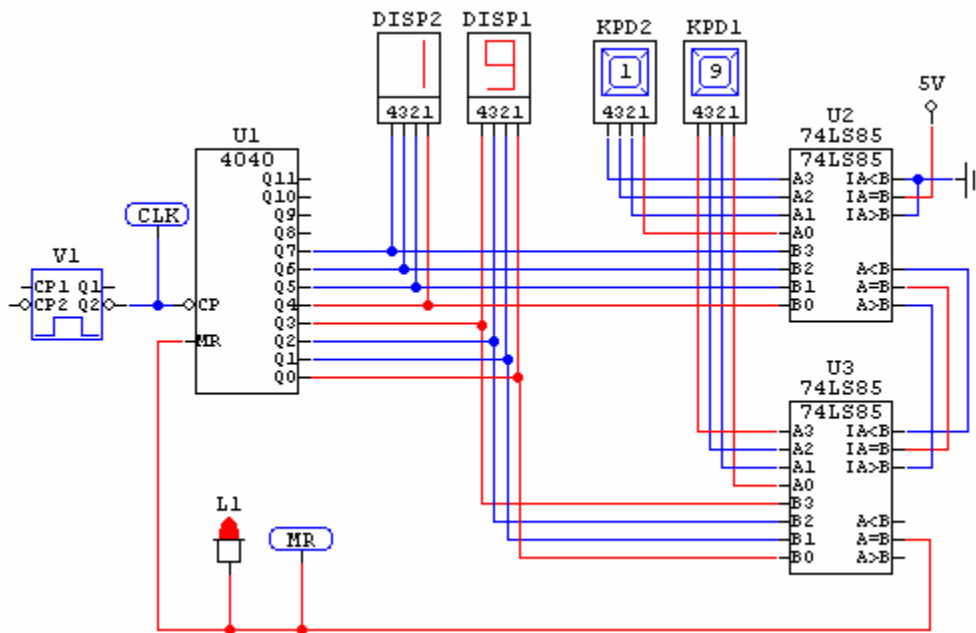 DISP2 DISP1
1 9
4321 4321
KPD2 KPD1
1 9
4321 4321
5V
U2
74LS85
74LS85
A3 IA<B
A2 IA=B
A1 IA>B
A0
B3
B2 A<B
B1 A=B
B0 A>B
U1
4040
Q11
Q10
Q9
Q8
Q7
Q6
Q5
CP Q4
Q3
MR Q2
Q1
Q0
CLK
V1
CP1 Q1
CP2 Q2
U3
74LS85
74LS85
A3 IA<B
A2 IA=B
A1 IA>B
A0
B3
B2 A<B
B1 A=B
B0 A>B
L1
MR